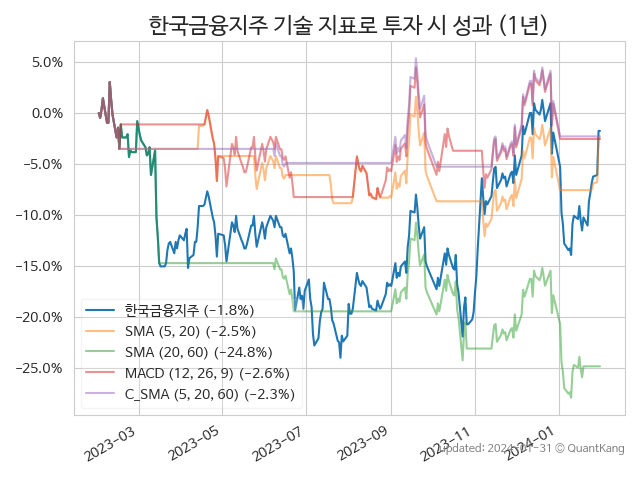 한국금융지주 기술 지표로 투자 시 성과 (1년)
5.0%
0.0%
−5.0%
−10.0%
−15.0%
−20.0%
−25.0%
한국금융지주 (−1.8%)
SMA (5, 20) (−2.5%)
SMA (20, 60) (−24.8%)
MACD (12, 26, 9) (−2.6%)
C_SMA (5, 20, 60) (−2.3%)
2023−03
2023−05
2023−07
2023−09
2023−11
2024−01
updated: 2024−01−31 © QuantKang